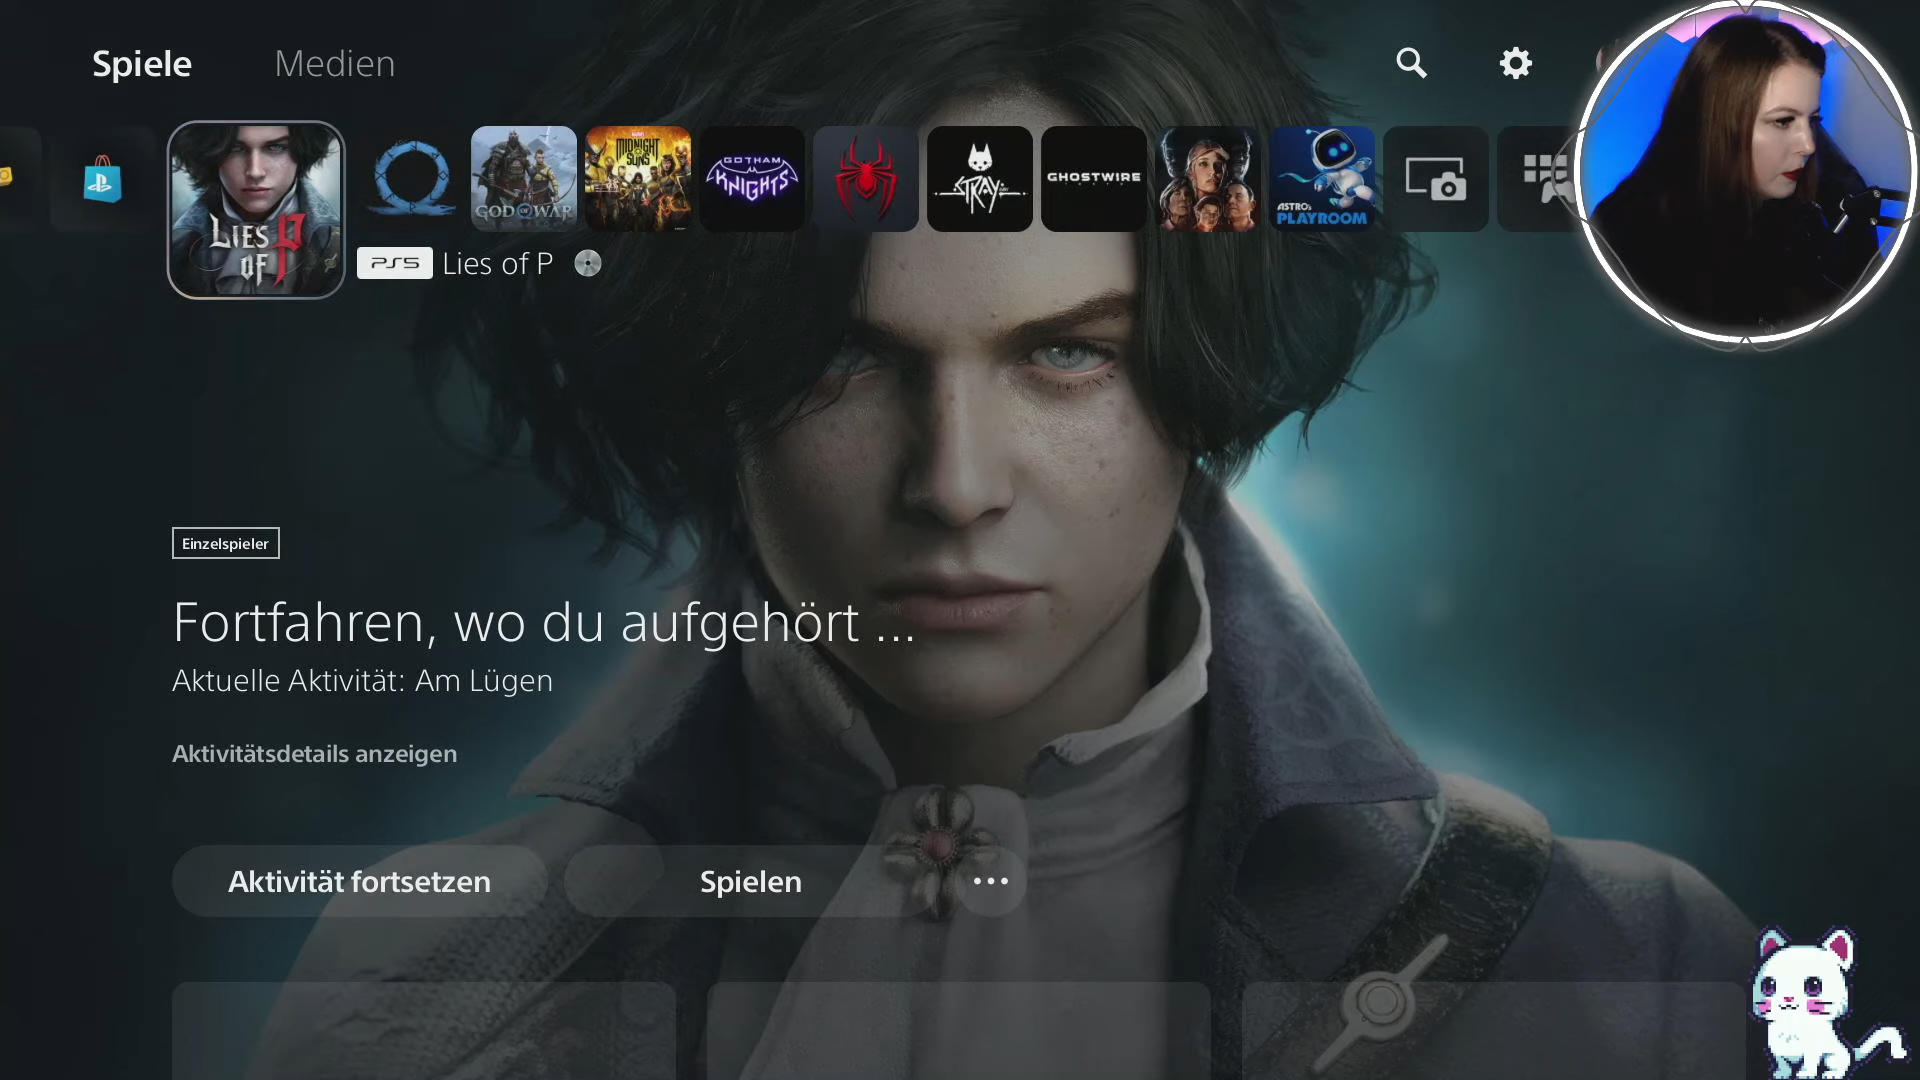 Spiele
Medien
LIES OF P
GOD OF WAR
MARVEL MIDNIGHT SUNS
GOTHAM KNIGHTS
STRAY
GHOSTWIRE
ASTRO's PLAYROOM
PS5 Lies of P
Einzelspieler
Fortfahren, wo du aufgehört ...
Aktuelle Aktivität: Am Lügen
Aktivitätsdetails anzeigen
Aktivität fortsetzen
Spielen